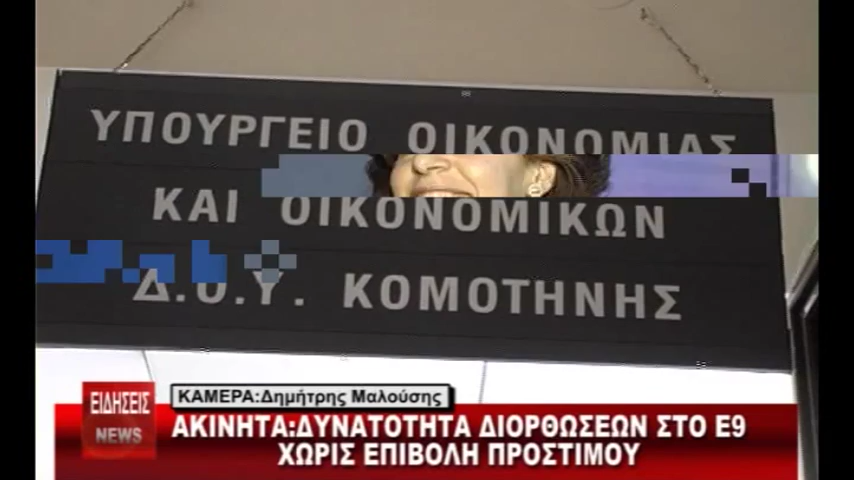 ΥΠΟΥΡΓΕΙΟ ΟΙΚΟΝΟΜΙΑΣ
ΚΑΙ ΟΙΚΟΝΟΜΙΚΩΝ
Δ.Ο.Υ. ΚΟΜΟΤΗΝΗΣ
ΕΙΔΗΣΕΙΣ
NEWS
ΚΑΜΕΡΑ:Δημήτρης Μαλούσης
ΑΚΙΝΗΤΑ:ΔΥΝΑΤΟΤΗΤΑ ΔΙΟΡΘΩΣΕΩΝ ΣΤΟ Ε9
ΧΩΡΙΣ ΕΠΙΒΟΛΗ ΠΡΟΣΤΙΜΟΥ